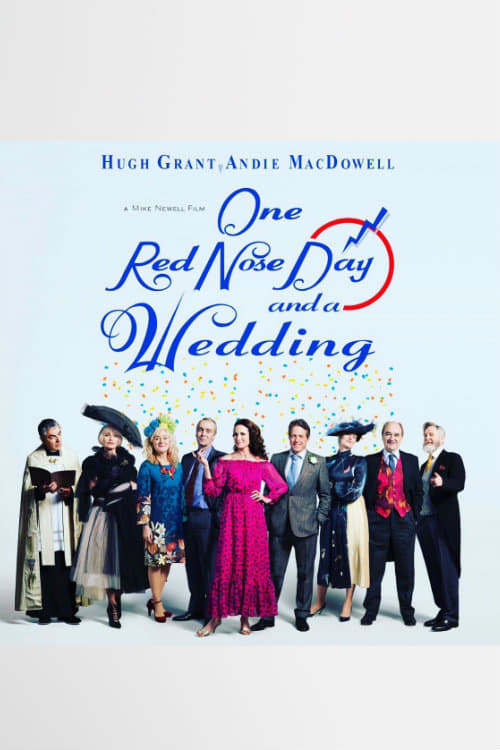 HUGH GRANT, ANDIE MACDOWELL
A MIKE NEWELL FILM
One
Red Nose Day
and a
Wedding